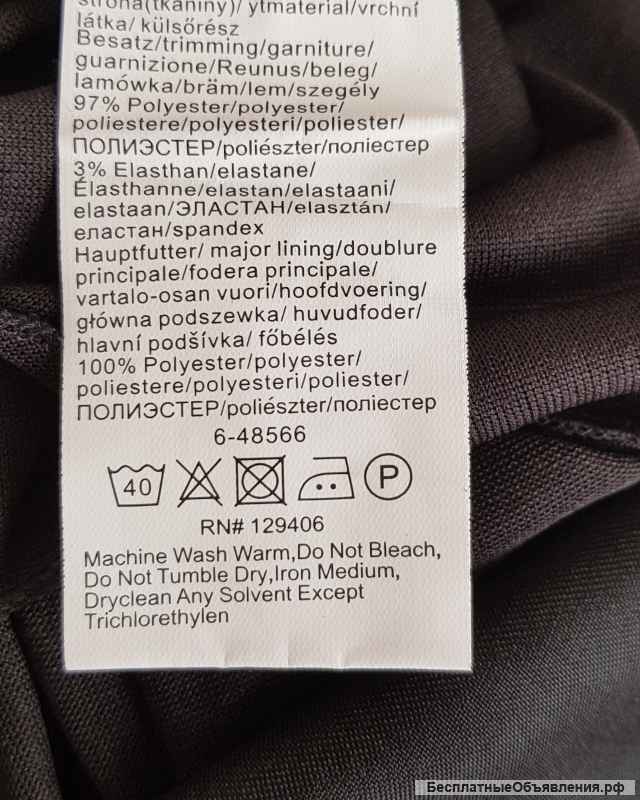 strona(tkaniny)/ ytmaterial/vrchní
látka/ külsőrész
Besatz/trimming/garniture/
guarnizione/Reunus/beleg/
lamówka/bräm/lem/szegély
97% Polyester/polyester/
poliestere/polyesteri/poliester/
ПОЛИЭСТЕР/poliészter/поліестер
3% Elasthan/elastane/
Élasthanne/elastan/elastaani/
elastaan/ЭЛАСТАН/elasztán/
еластан/spandex
Hauptfutter/ major lining/doublure
principale/fodera principale/
vartalo-osan vuori/hoofdvoering/
główna podszewka/ huvudfoder/
hlavní podšívka/ főbélés
100% Polyester/polyester/
poliestere/polyesteri/poliester/
ПОЛИЭСТЕР/poliészter/поліестер
6-48566
40 P
RN# 129406
Machine Wash Warm,Do Not Bleach,
Do Not Tumble Dry,Iron Medium,
Dryclean Any Solvent Except
Trichlorethylen
БесплатныеОбъявления.рф